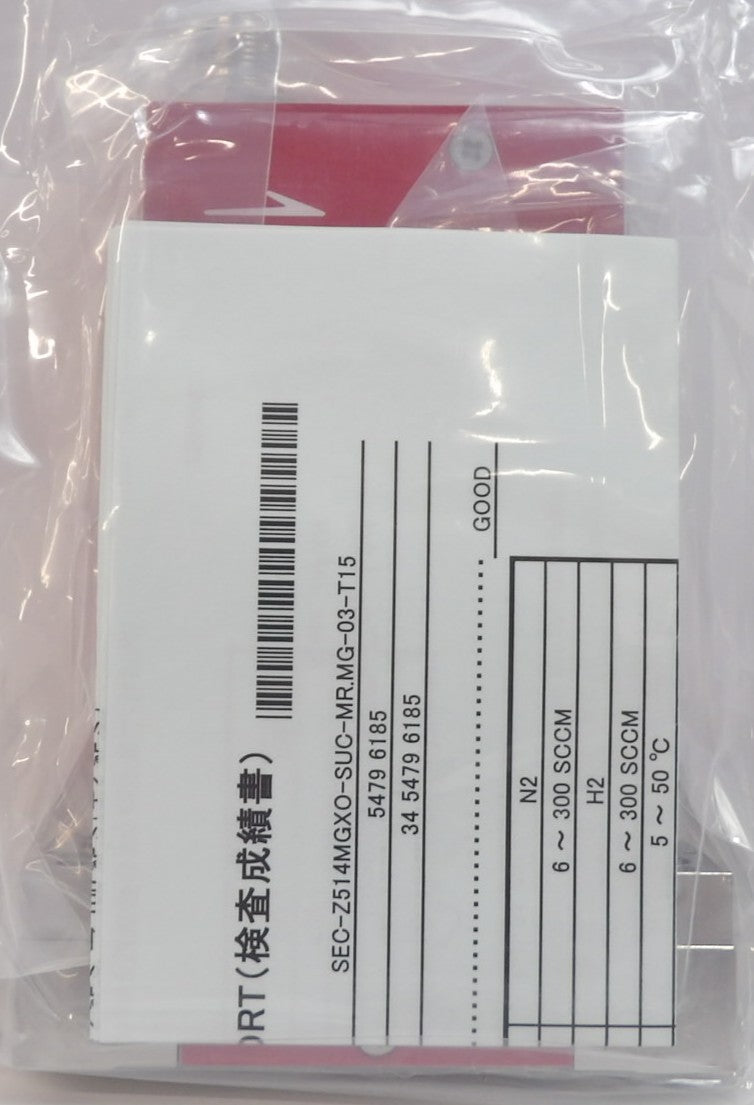 ORT(検査成績書)
SEC-Z514MGXO-SUC-MR.MG-03-T15
5479 6185
34 5479 6185
GOOD
N2
6 ～ 300 SCCM
H2
6 ～ 300 SCCM
5 ～ 50 ℃